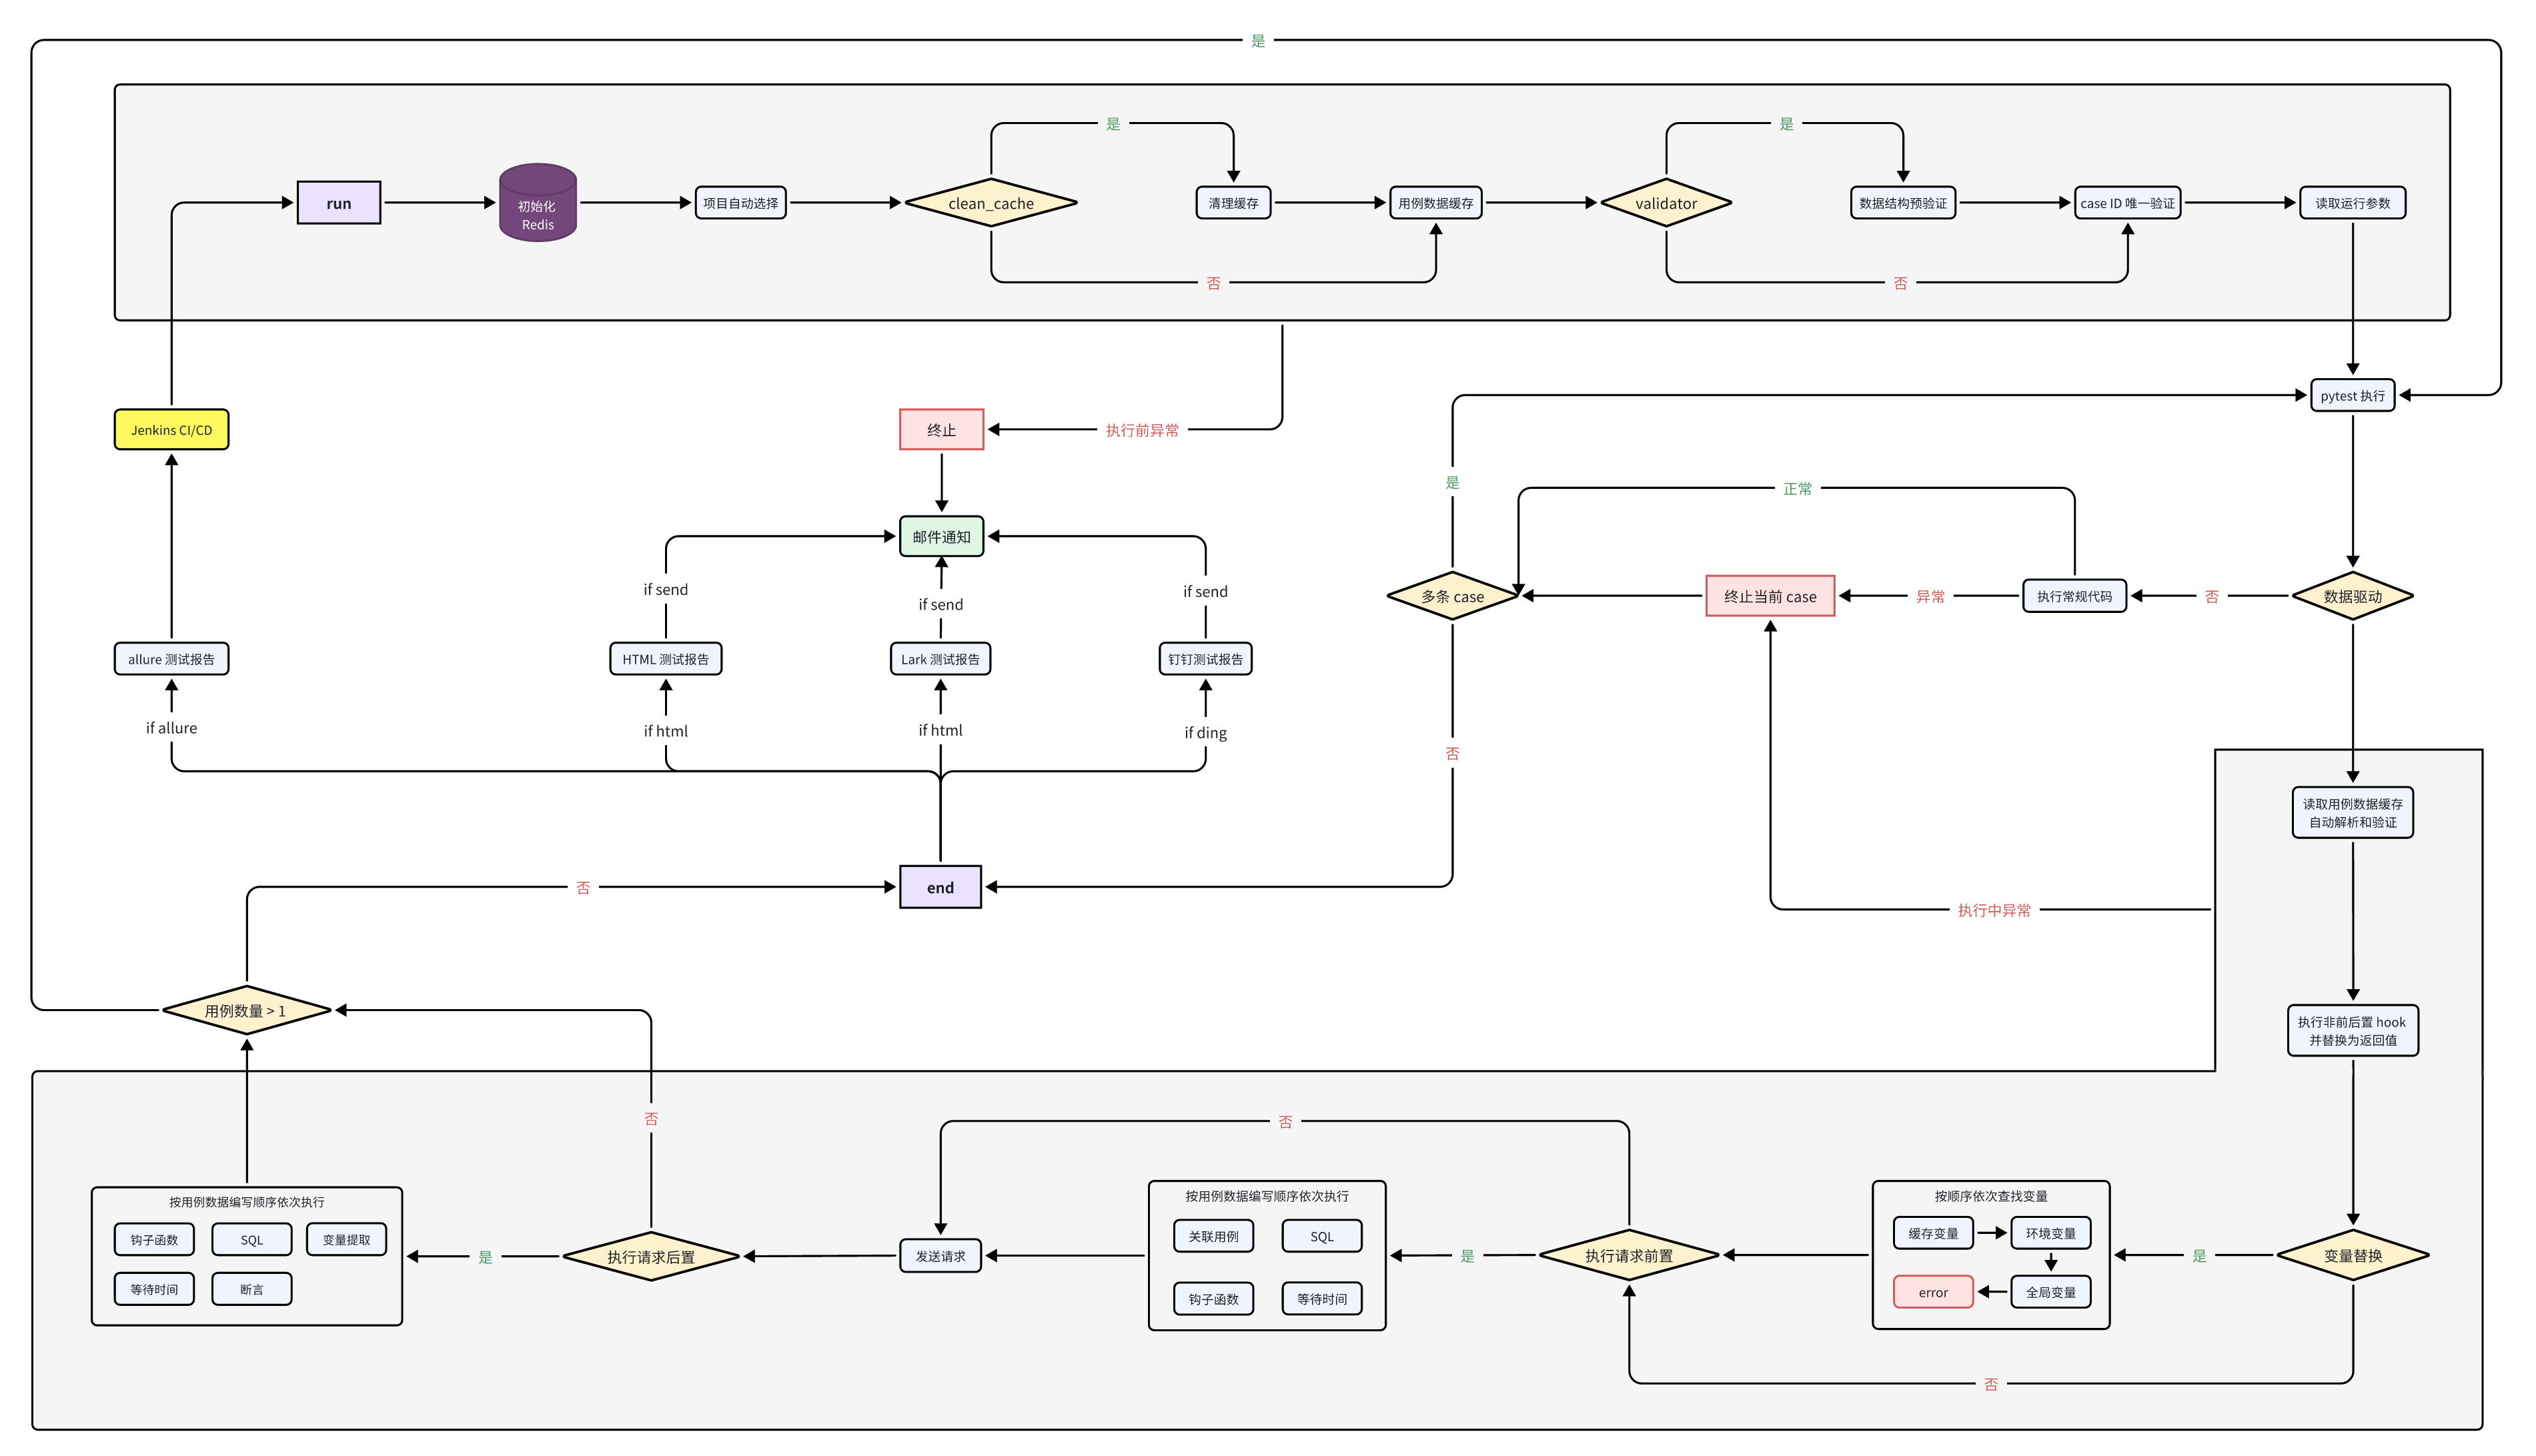 是
是
是
run
初始化
Redis
项目自动选择
clean_cache
清理缓存
用例数据缓存
validator
数据结构预验证
case ID 唯一验证
读取运行参数
否
否
pytest 执行
Jenkins CI/CD
终止
执行前异常
是
正常
邮件通知
if send
if send
if send
多条 case
终止当前 case
异常
执行常规代码
否
数据驱动
allure 测试报告
HTML 测试报告
Lark 测试报告
钉钉测试报告
if allure
if html
if html
if ding
否
读取用例数据缓存
自动解析和验证
否
end
执行中异常
用例数量 > 1
执行非前后置 hook
并替换为返回值
否
否
按用例数据编写顺序依次执行
钩子函数
SQL
变量提取
等待时间
断言
是
执行请求后置
发送请求
按用例数据编写顺序依次执行
关联用例
SQL
钩子函数
等待时间
是
执行请求前置
按顺序依次查找变量
缓存变量
环境变量
error
全局变量
是
变量替换
否